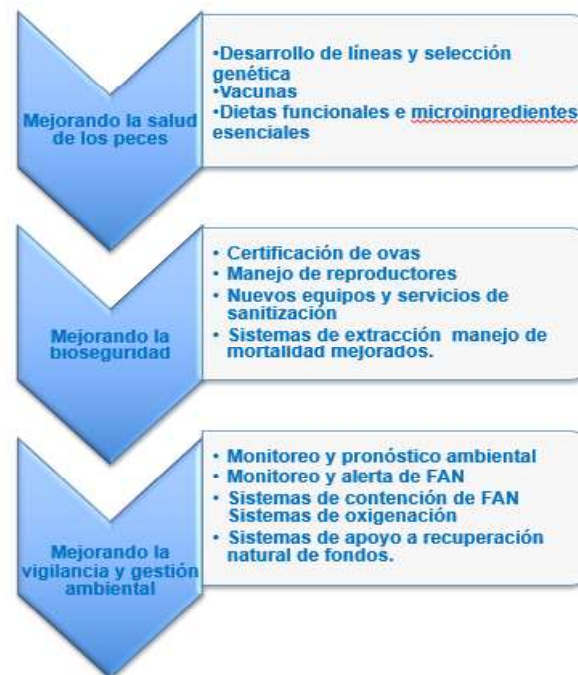 Mejorando la salud
de los peces
•Desarrollo de líneas y selección
genética
•Vacunas
•Dietas funcionales e microingredientes
esenciales
Mejorando la
bioseguridad
• Certificación de ovas
• Manejo de reproductores
• Nuevos equipos y servicios de
sanitización
• Sistemas de extracción manejo de
mortalidad mejorados.
Mejorando la
vigilancia y gestión
ambiental
• Monitoreo y pronóstico ambiental
• Monitoreo y alerta de FAN
• Sistemas de contención de FAN
Sistemas de oxigenación
• Sistemas de apoyo a recuperación
natural de fondos.